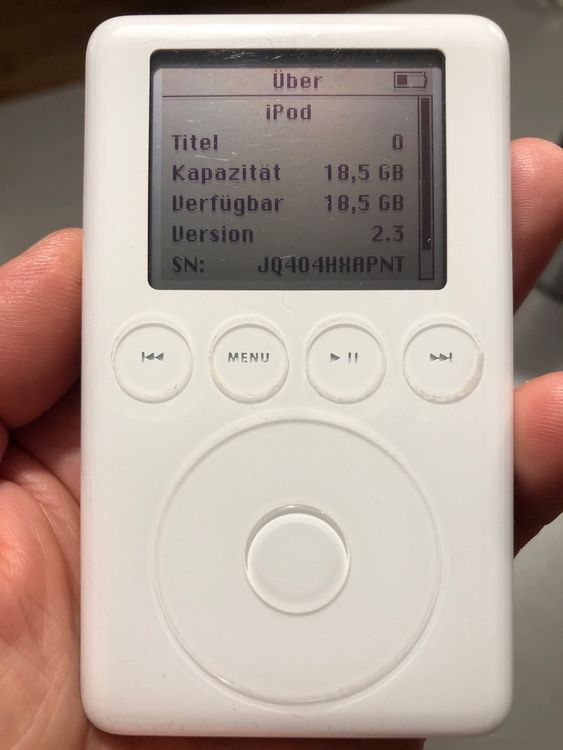 Über
iPod
Titel 0
Kapazität 18,5 GB
Verfügbar 18,5 GB
Version 2.3
SN: JQ404HXAPNT
MENU